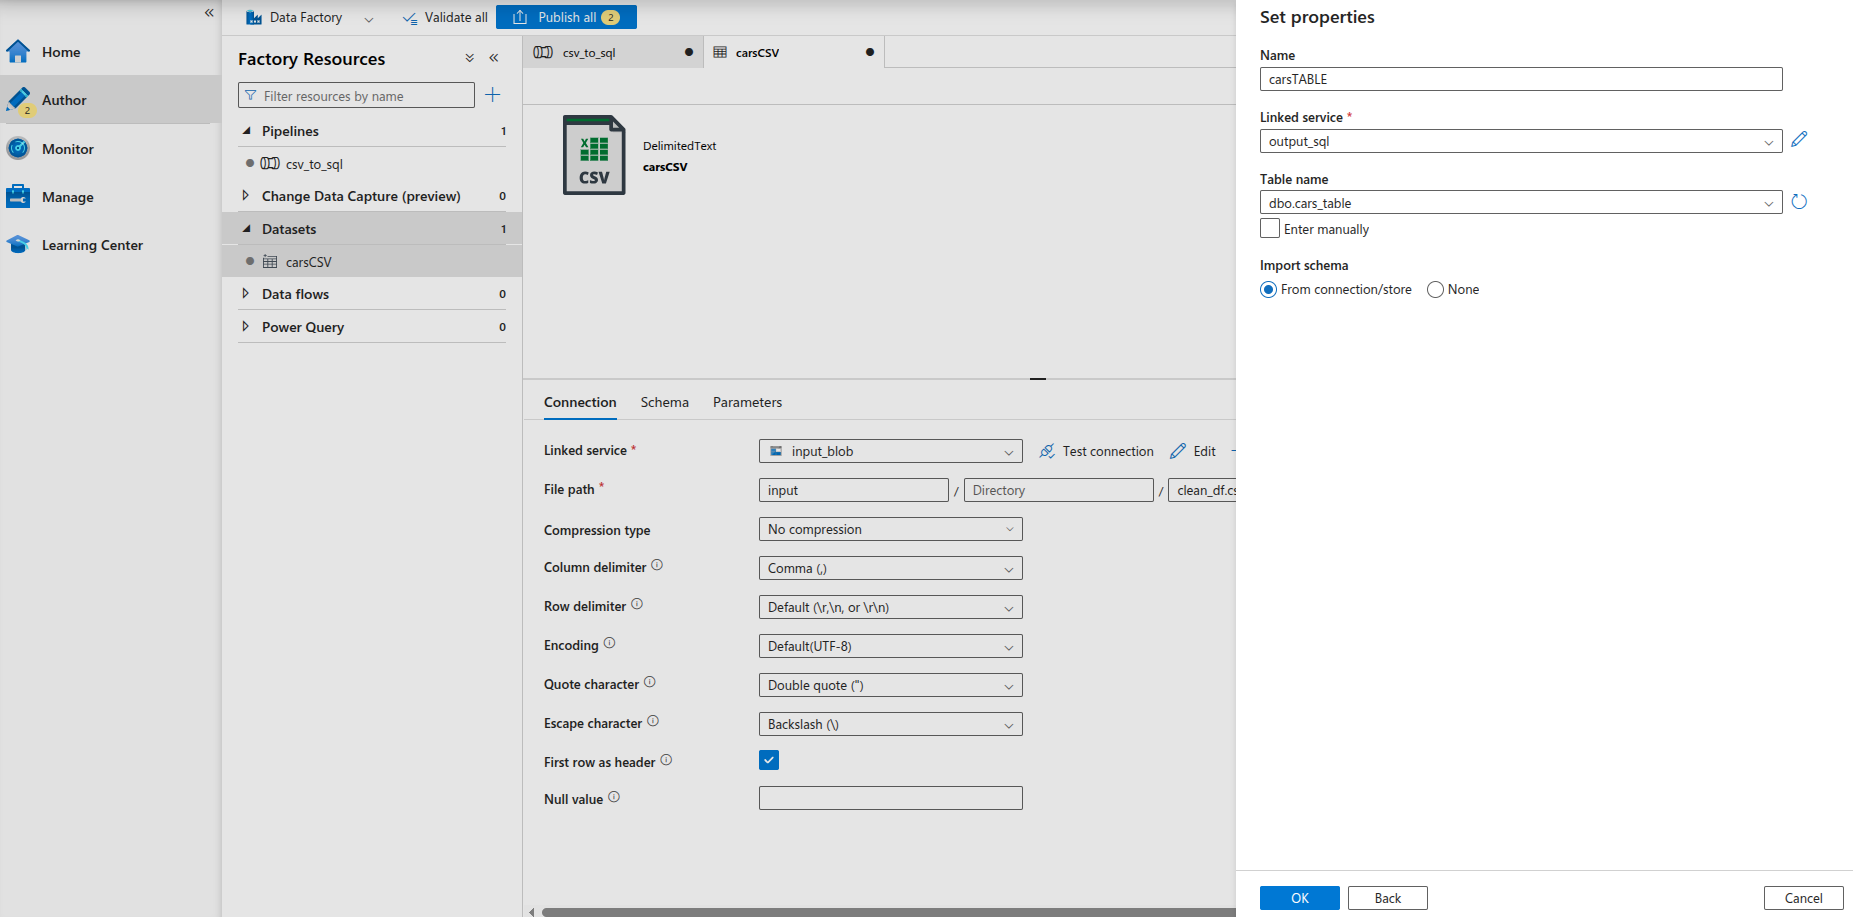 Home
Author
2
Monitor
Manage
Learning Center
Data Factory
Validate all
Publish all 2
Factory Resources
Filter resources by name
Pipelines 1
csv_to_sql
Change Data Capture (preview) 0
Datasets 1
carsCSV
Data flows 0
Power Query 0
csv_to_sql
carsCSV
X
CSV
DelimitedText
carsCSV
Connection Schema Parameters
Linked service * input_blob Test connection Edit
File path * input / Directory / clean_df.cs
Compression type No compression
Column delimiter Comma (,)
Row delimiter Default (\r,\n, or \r\n)
Encoding Default(UTF-8)
Quote character Double quote (")
Escape character Backslash (\)
First row as header
Null value
Set properties
Name
carsTABLE
Linked service *
output_sql
Table name
dbo.cars_table
Enter manually
Import schema
From connection/store None
OK Back Cancel